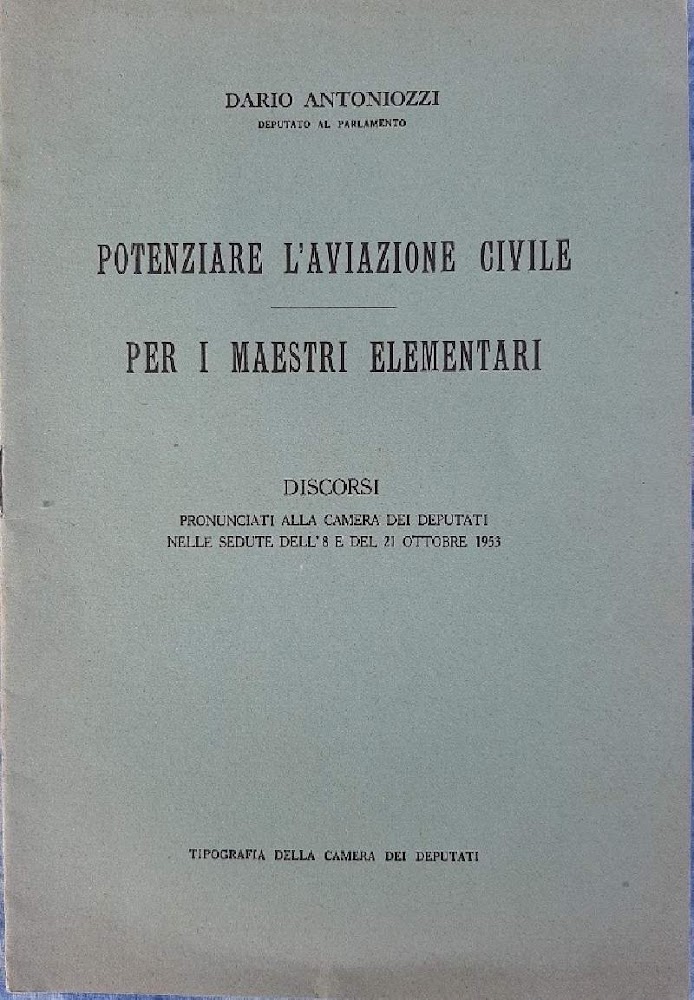 DARIO ANTONIOZZI
DEPUTATO AL PARLAMENTO
POTENZIARE L'AVIAZIONE CIVILE
PER I MAESTRI ELEMENTARI
DISCORSI
PRONUNCIATI ALLA CAMERA DEI DEPUTATI
NELLE SEDUTE DELL'8 E DEL 21 OTTOBRE 1953
TIPOGRAFIA DELLA CAMERA DEI DEPUTATI